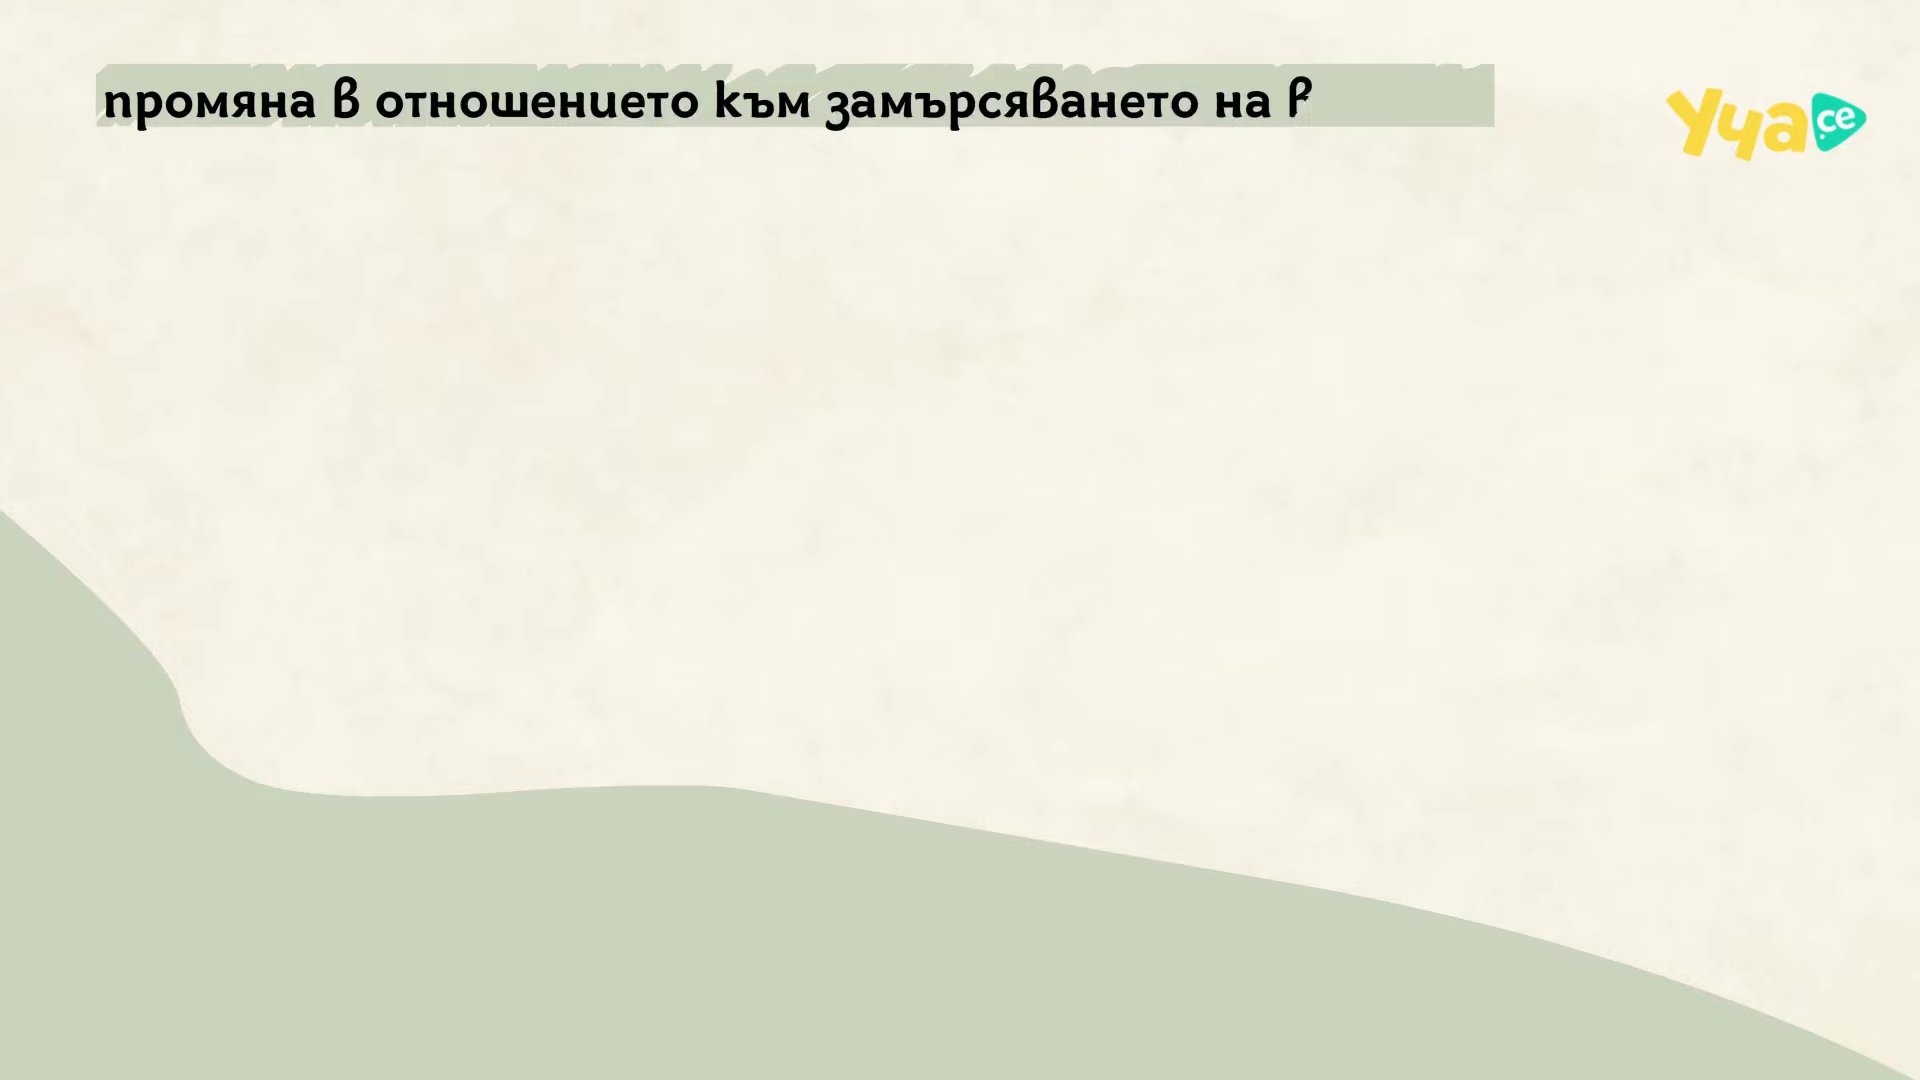 промяна в отношението към замърсяването на
Уча.се